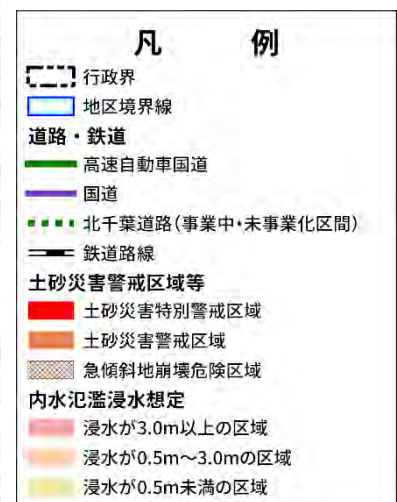 凡 例
行政界
地区境界線
道路・鉄道
高速自動車国道
国道
北千葉道路（事業中・未事業化区間）
鉄道路線
土砂災害警戒区域等
土砂災害特別警戒区域
土砂災害警戒区域
急傾斜地崩壊危険区域
内水氾濫浸水想定
浸水が3.0m以上の区域
浸水が0.5m～3.0mの区域
浸水が0.5m未満の区域